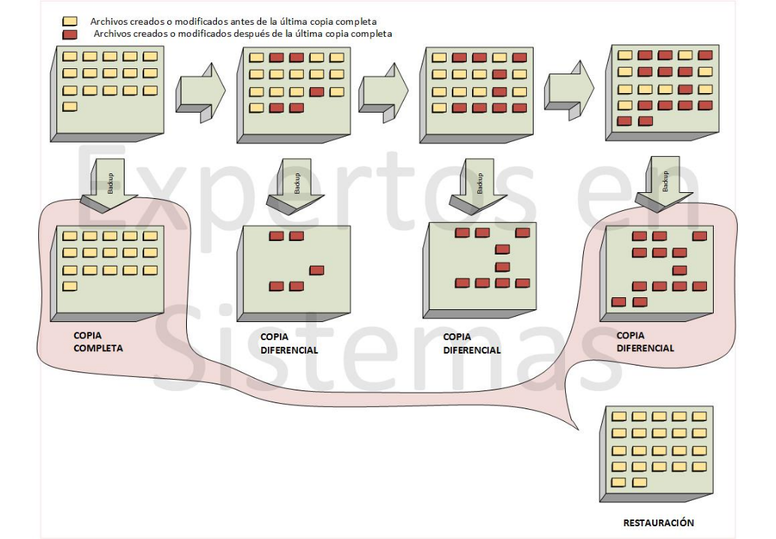 Archivos creados o modificados antes de la última copia completa
Archivos creados o modificados después de la última copia completa
Backup
Backup
Backup
Backup
Expertos en
Sistemas
COPIA
COMPLETA
COPIA
DIFERENCIAL
COPIA
DIFERENCIAL
COPIA
DIFERENCIAL
RESTAURACIÓN